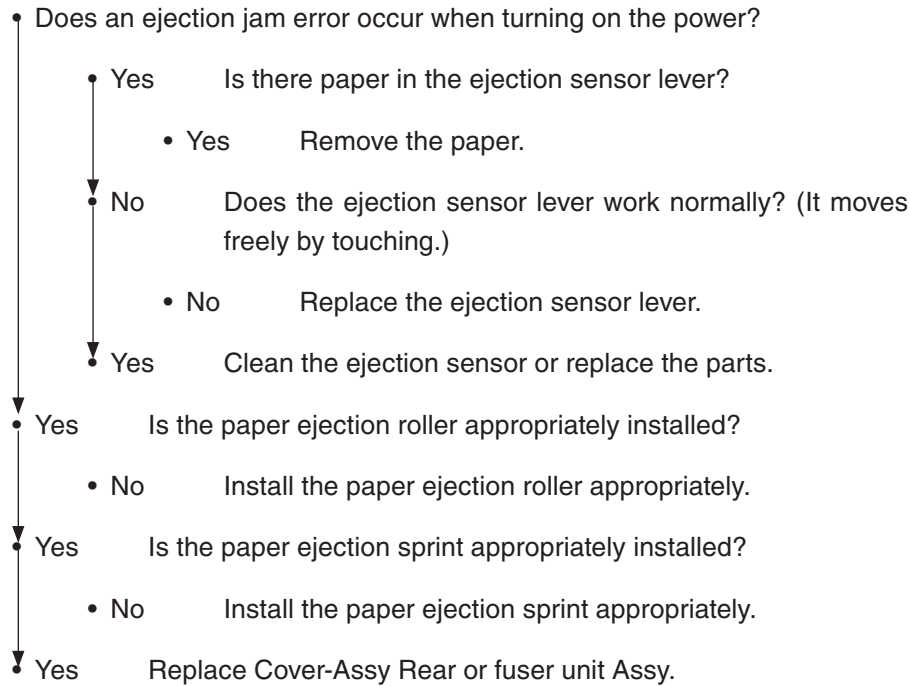 • Does an ejection jam error occur when turning on the power?
• Yes Is there paper in the ejection sensor lever?
• Yes Remove the paper.
• No Does the ejection sensor lever work normally? (It moves
freely by touching.)
• No Replace the ejection sensor lever.
• Yes Clean the ejection sensor or replace the parts.
• Yes Is the paper ejection roller appropriately installed?
• No Install the paper ejection roller appropriately.
• Yes Is the paper ejection sprint appropriately installed?
• No Install the paper ejection sprint appropriately.
• Yes Replace Cover-Assy Rear or fuser unit Assy.